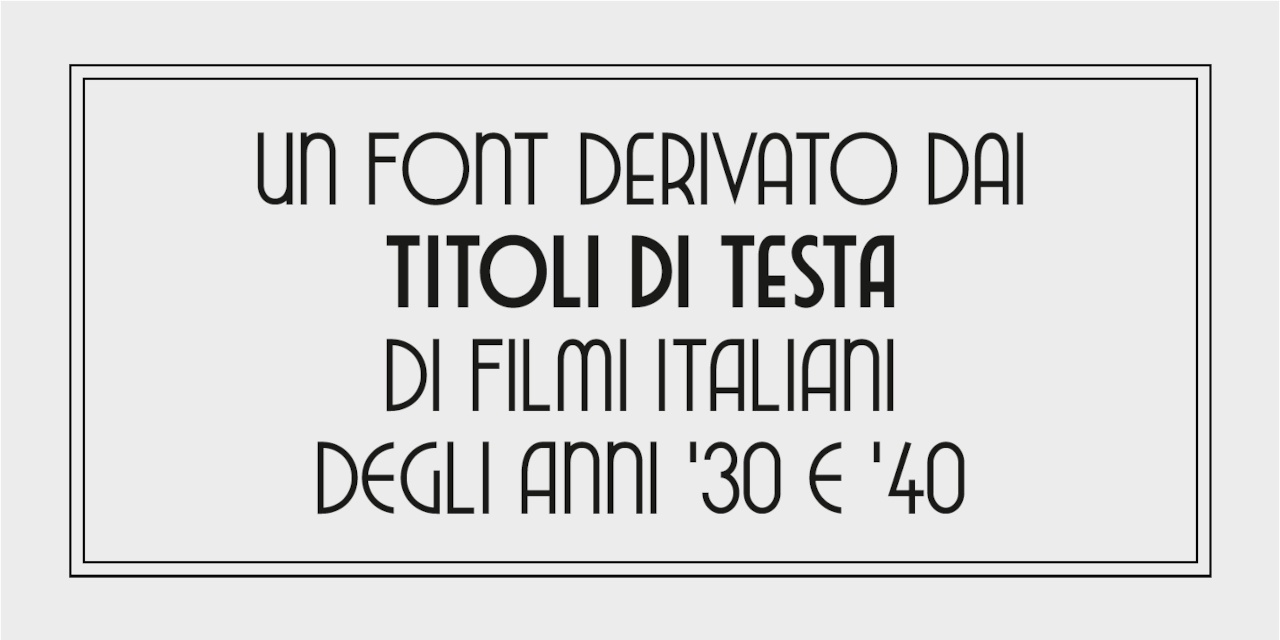 UN FONT DERIVATO DAI
TITOLI DI TESTA
DI FILMI ITALIANI
DEGLI ANNI '30 E '40